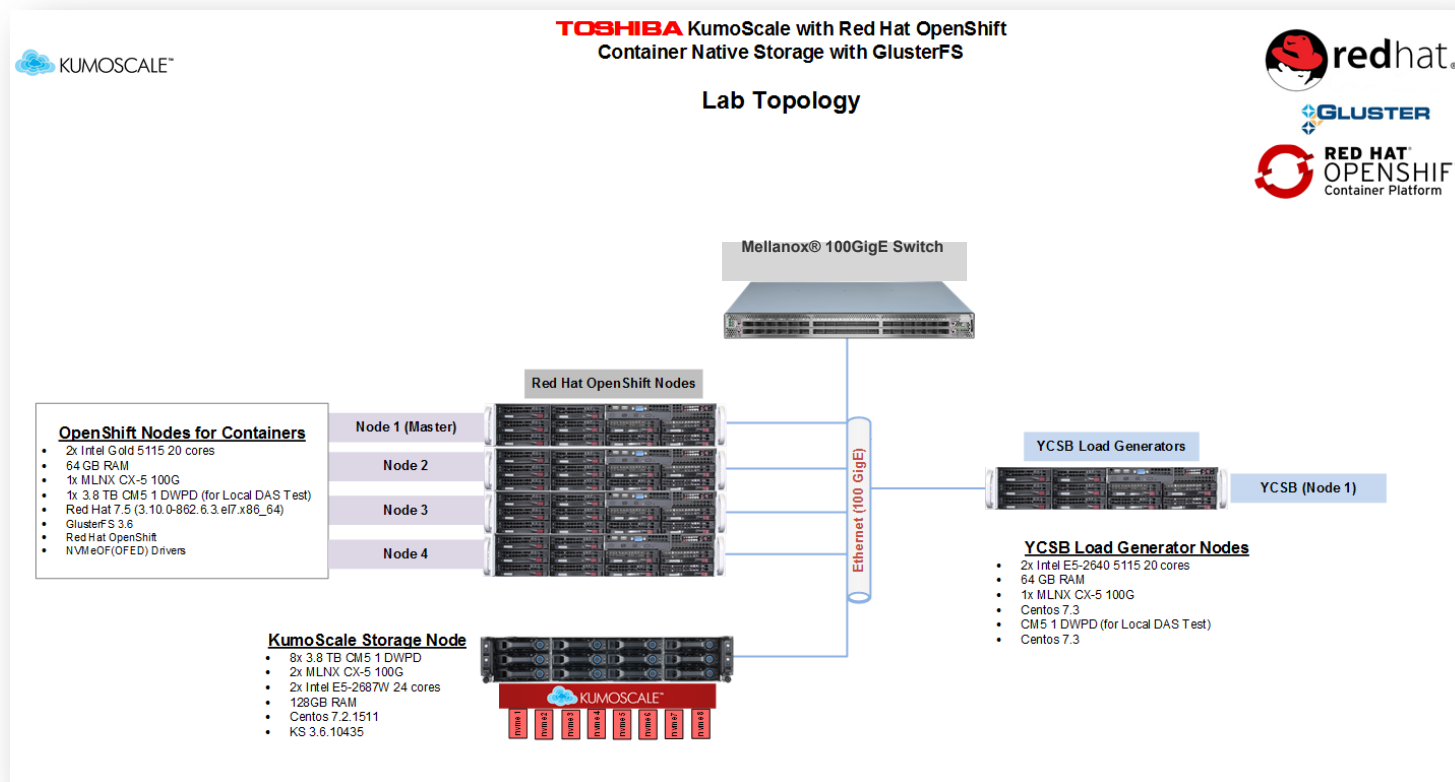 TOSHIBA KumoScale with Red Hat OpenShift
Container Native Storage with GlusterFS
KUMOSCALE™
Lab Topology
redhat.
GLUSTER
RED HAT®
OPENSHIF
Container Platform
Mellanox® 100GigE Switch
Red Hat OpenShift Nodes
OpenShift Nodes for Containers
• 2x Intel Gold 5115 20 cores
• 64 GB RAM
• 1x MLNX CX-5 100G
• 1x 3.8 TB CM5 1 DWPD (for Local DAS Test)
• Red Hat 7.5 (3.10.0-862.6.3.el7.x86_64)
• GlusterFS 3.6
• Red Hat OpenShift
• NVMeOF(OFED) Drivers
Node 1 (Master)
Node 2
Node 3
Node 4
Ethernet (100 GigE)
YCSB Load Generators
YCSB (Node 1)
YCSB Load Generator Nodes
• 2x Intel E5-2640 5115 20 cores
• 64 GB RAM
• 1x MLNX CX-5 100G
• Centos 7.3
• CM5 1 DWPD (for Local DAS Test)
• Centos 7.3
KumoScale Storage Node
• 8x 3.8 TB CM5 1 DWPD
• 2x MLNX CX-5 100G
• 2x Intel E5-2687W 24 cores
• 128GB RAM
• Centos 7.2.1511
• KS 3.6.10435
KUMOSCALE™
nvme1
nvme2
nvme3
nvme4
nvme5
nvme6
nvme7
nvme8